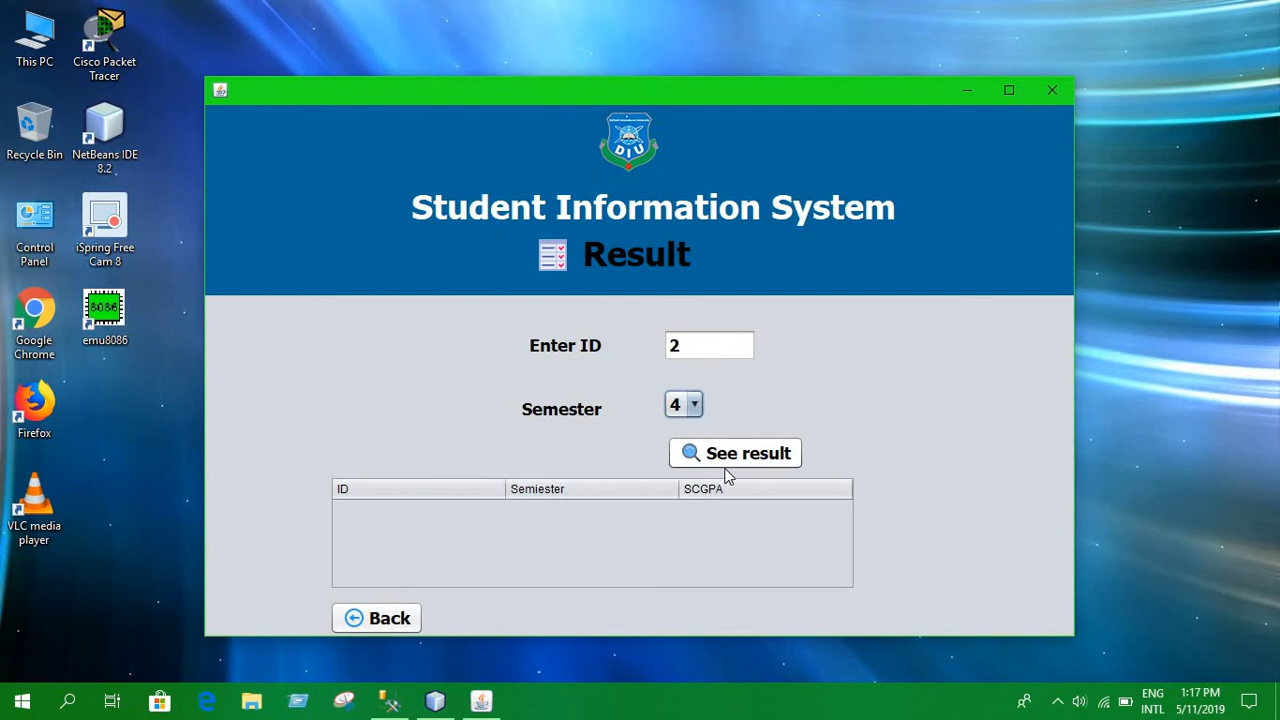 This PC
Cisco Packet
Tracer
Recycle Bin
NetBeans IDE
8.2
Control
Panel
iSpring Free
Cam 8
Google
Chrome
8086
emu8086
Firefox
VLC media
player
DIU
Student Information System
Result
Enter ID
2
Semester
4
See result
ID
Semiester
SCGPA
Back
ENG
INTL
1:17 PM
5/11/2019